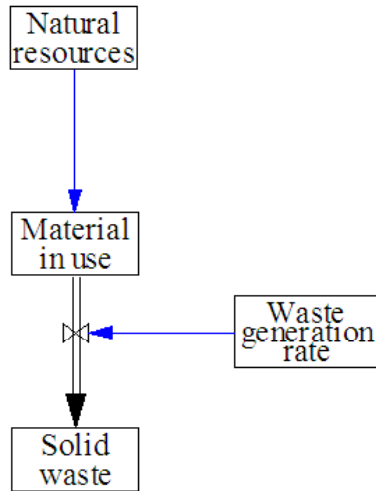 Natural
resources
Material
in use
Waste
generation
rate
Solid
waste